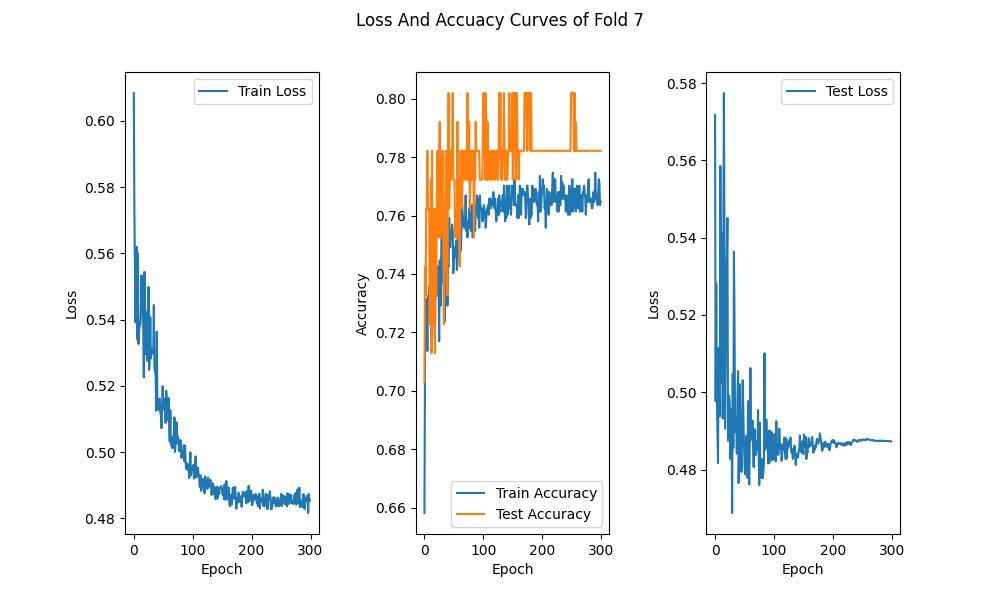 Loss And Accuacy Curves of Fold 7
Train Loss
0.60
0.58
0.56
0.54
0.52
0.50
0.48
Loss
0 100 200 300
Epoch
0.80
0.78
0.76
0.74
0.72
0.70
0.68
0.66
Accuracy
Train Accuracy
Test Accuracy
0 100 200 300
Epoch
Test Loss
0.58
0.56
0.54
0.52
0.50
0.48
Loss
0 100 200 300
Epoch